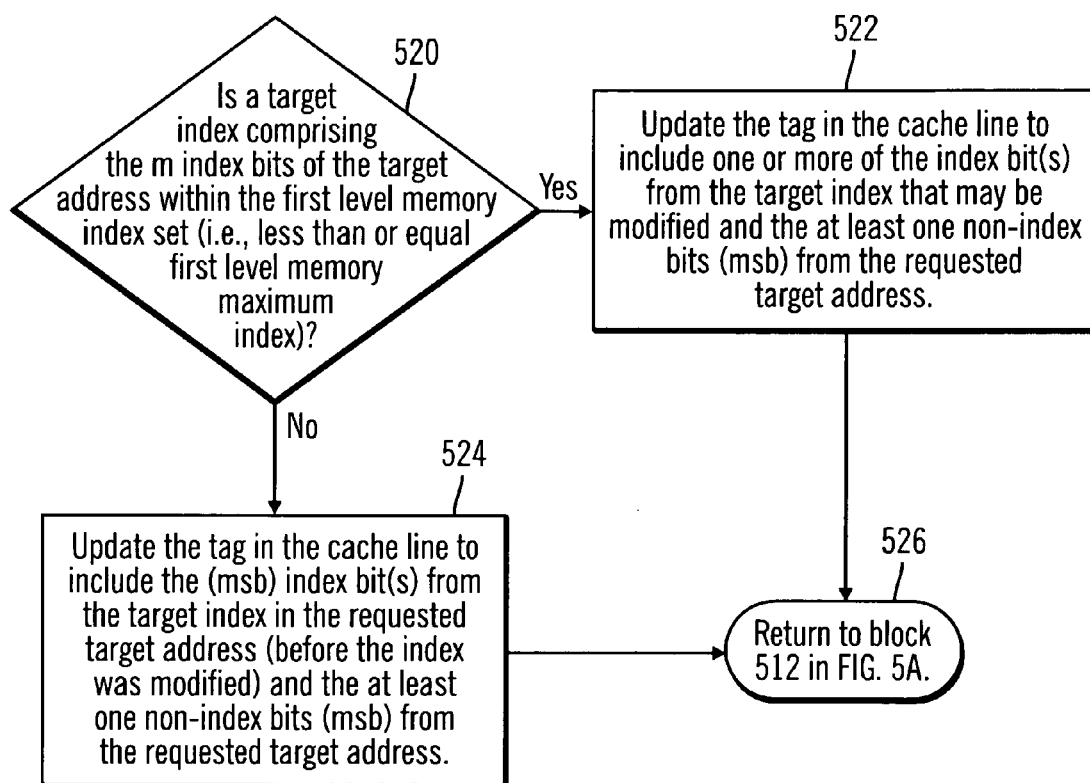 520
Is a target
index comprising
the m index bits of the target
address within the first level memory
index set (i.e., less than or equal
first level memory
maximum
index)?
Yes
No
522
Update the tag in the cache line to
include one or more of the index bit(s)
from the target index that may be
modified and the at least one non-index
bits (msb) from the requested
target address.
524
Update the tag in the cache line to
include the (msb) index bit(s) from
the target index in the requested
target address (before the index
was modified) and the at least
one non-index bits (msb) from
the requested target address.
526
Return to block
512 in FIG. 5A.